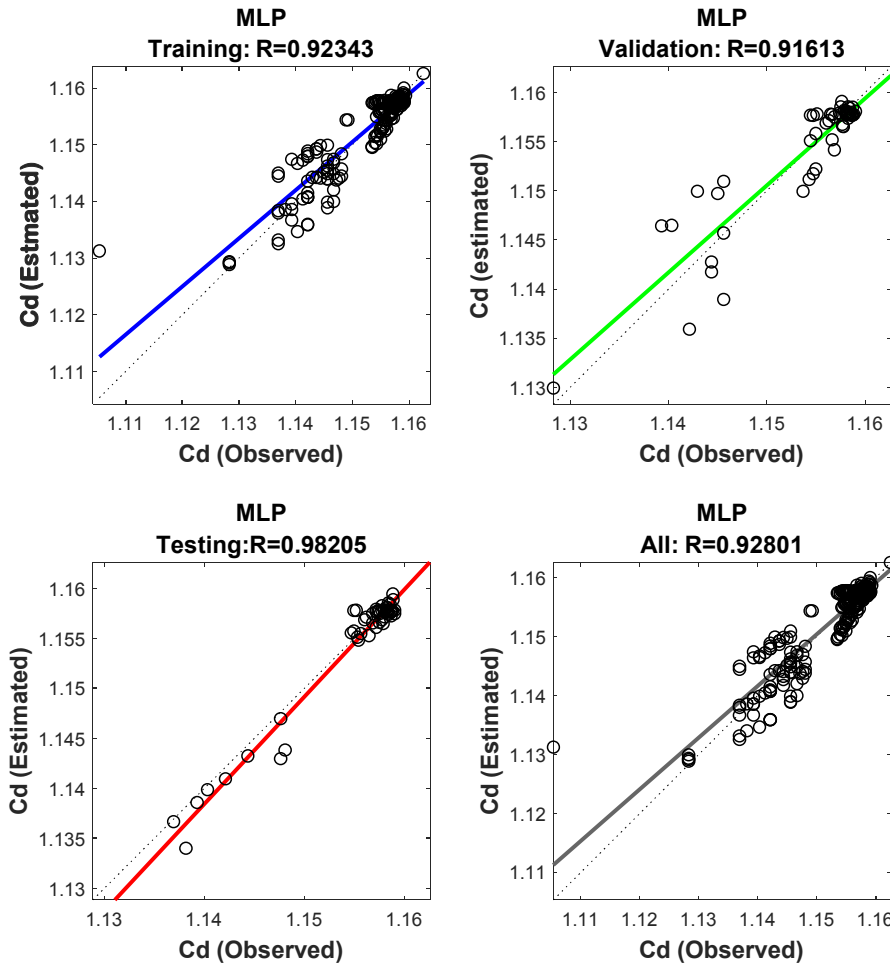 MLP
Training: R=0.92343
1.16
1.15
1.14
1.13
1.12
1.11
Cd (Estmated)
1.11 1.12 1.13 1.14 1.15 1.16
Cd (Observed)
MLP
Validation: R=0.91613
1.16
1.155
1.15
1.145
1.14
1.135
1.13
Cd (estimated)
1.13 1.14 1.15 1.16
Cd (Observed)
MLP
Testing:R=0.98205
1.16
1.155
1.15
1.145
1.14
1.135
1.13
Cd (Estimated)
1.13 1.14 1.15 1.16
Cd (Observed)
MLP
All: R=0.92801
1.16
1.15
1.14
1.13
1.12
1.11
Cd (Estimated)
1.11 1.12 1.13 1.14 1.15 1.16
Cd (Observed)